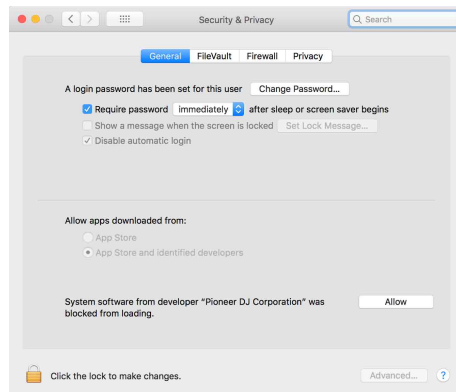 Security & Privacy
Search
General FileVault Firewall Privacy
A login password has been set for this user Change Password...
Require password immediately after sleep or screen saver begins
Show a message when the screen is locked Set Lock Message...
Disable automatic login
Allow apps downloaded from:
App Store
App Store and identified developers
System software from developer “Pioneer DJ Corporation” was Allow
blocked from loading.
Click the lock to make changes. Advanced... ?